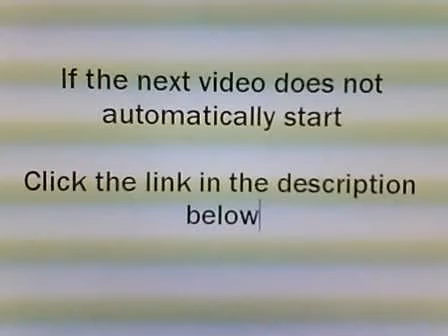 If the next video does not
automatically start
Click the link in the description
below